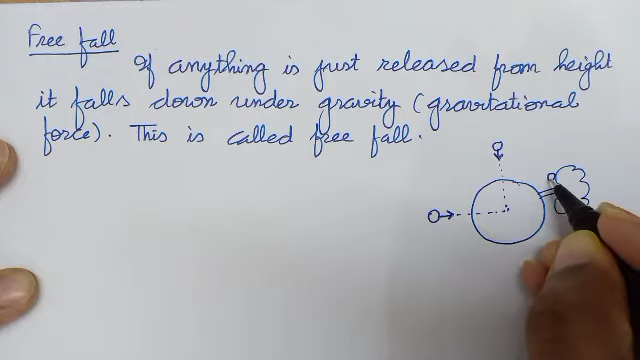 Free fall
If anything is just released from height
it falls down under gravity (gravitational
force). This is called free fall.